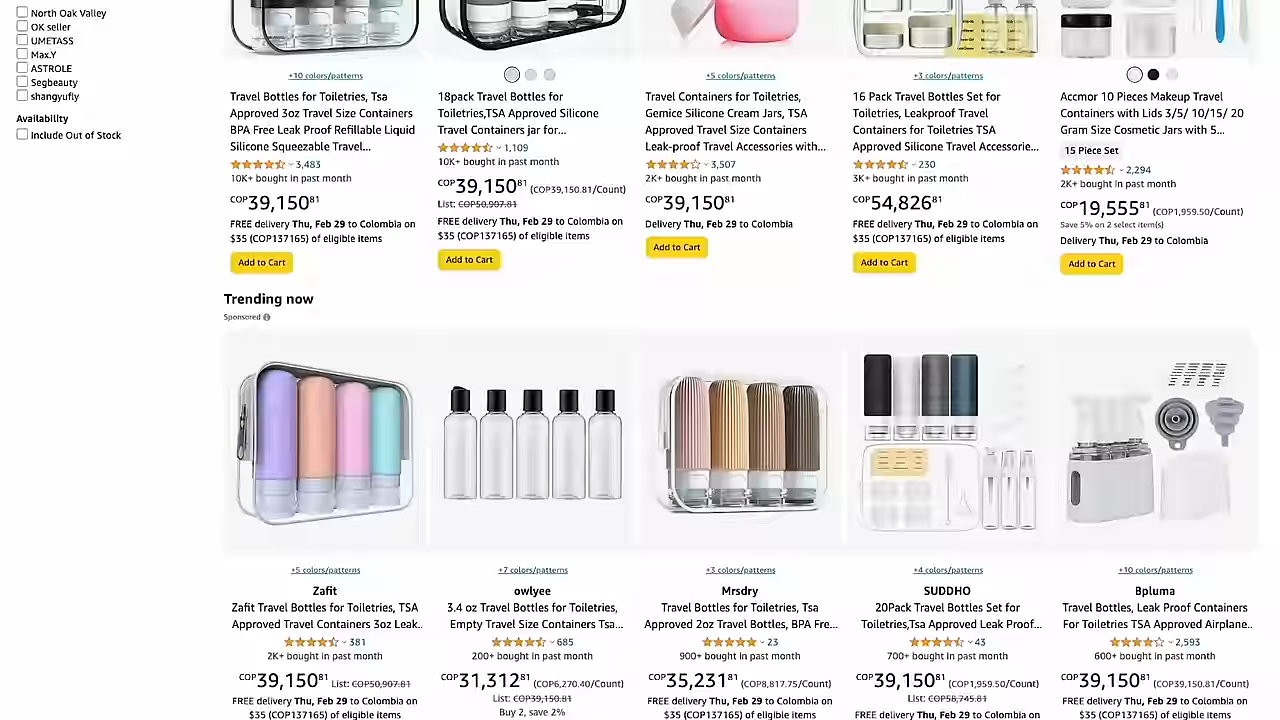 North Oak Valley
OK seller
UMETASS
Max.Y
ASTROLE
Segbeauty
shangyufly
Availability
Include Out of Stock
+10 colors/patterns
Travel Bottles for Toiletries, Tsa
Approved 3oz Travel Size Containers
BPA Free Leak Proof Refillable Liquid
Silicone Squeezable Travel...
3,483
10K+ bought in past month
COP39,150⁸¹
FREE delivery Thu, Feb 29 to Colombia on
$35 (COP137165) of eligible items
Add to Cart
18pack Travel Bottles for
Toiletries,TSA Approved Silicone
Travel Containers jar for...
1,109
10K+ bought in past month
COP39,150⁸¹ (COP39,150.81/Count)
List: COP50,907.81
FREE delivery Thu, Feb 29 to Colombia on
$35 (COP137165) of eligible items
Add to Cart
+5 colors/patterns
Travel Containers for Toiletries,
Gemice Silicone Cream Jars, TSA
Approved Travel Size Containers
Leak-proof Travel Accessories with...
3,507
2K+ bought in past month
COP39,150⁸¹
Delivery Thu, Feb 29 to Colombia
Add to Cart
+3 colors/patterns
16 Pack Travel Bottles Set for
Toiletries, Leakproof Travel
Containers for Toiletries TSA
Approved Silicone Travel Accessorie...
230
3K+ bought in past month
COP54,826⁸¹
FREE delivery Thu, Feb 29 to Colombia on
$35 (COP137165) of eligible items
Add to Cart
Accmor 10 Pieces Makeup Travel
Containers with Lids 3/5/ 10/15/ 20
Gram Size Cosmetic Jars with 5...
15 Piece Set
2,294
2K+ bought in past month
COP19,555⁸¹ (COP1,959.50/Count)
Save 5% on 2 select item(s)
Delivery Thu, Feb 29 to Colombia
Add to Cart
Trending now
Sponsored
+5 colors/patterns
Zafit
Zafit Travel Bottles for Toiletries, TSA
Approved Travel Containers 3oz Leak..
381
2K+ bought in past month
COP39,150⁸¹ List: COP50,907.81
FREE delivery Thu, Feb 29 to Colombia on
$35 (COP137165) of eligible items
+7 colors/patterns
owlyee
3.4 oz Travel Bottles for Toiletries,
Empty Travel Size Containers Tsa...
685
200+ bought in past month
COP31,312⁸¹ (COP6,270.40/Count)
List: COP39,150.81
Buy 2, save 2%
+3 colors/patterns
Mrsdry
Travel Bottles for Toiletries, Tsa
Approved 2oz Travel Bottles, BPA Fre...
23
900+ bought in past month
COP35,231⁸¹ (COP8,817.75/Count)
FREE delivery Thu, Feb 29 to Colombia on
$35 (COP137165) of eligible items
+4 colors/patterns
SUDDHO
20Pack Travel Bottles Set for
Toiletries,Tsa Approved Leak Proof...
43
700+ bought in past month
COP39,150⁸¹ (COP1,959.50/Count)
List: COP58,745.81
FREE delivery Thu, Feb 29 to Colombia on
+10 colors/patterns
Bpluma
Travel Bottles, Leak Proof Containers
For Toiletries TSA Approved Airplane..
2,593
600+ bought in past month
COP39,150⁸¹ (COP39,150.81/Count)
FREE delivery Thu, Feb 29 to Colombia on
$35 (COP137165) of eligible items